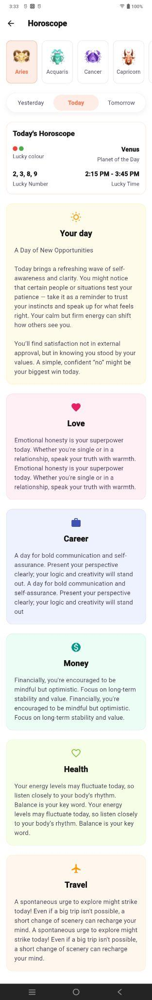 3:33
100%
Horoscope
Aries
Acquaris
Cancer
Capricorn
Yesterday
Today
Tomorrow
Today's Horoscope
Lucky colour
Venus
Planet of the Day
2, 3, 8, 9
Lucky Number
2:15 PM - 3:45 PM
Lucky Time
Your day
A Day of New Opportunities
Today brings a refreshing wave of self-
awareness and clarity. You might notice
that certain people or situations test your
patience — take it as a reminder to trust
your instincts and speak up for what feels
right. Your calm but firm energy can shift
how others see you.
You'll find satisfaction not in external
approval, but in knowing you stood by your
values. A simple, confident “no” might be
your biggest win today.
Love
Emotional honesty is your superpower
today. Whether you're single or in a
relationship, speak your truth with warmth.
Emotional honesty is your superpower
today. Whether you're single or in a
relationship, speak your truth with warmth.
Career
A day for bold communication and self-
assurance. Present your perspective
clearly; your logic and creativity will stand
out. A day for bold communication and
self-assurance. Present your perspective
clearly; your logic and creativity will stand
out
Money
Financially, you're encouraged to be
mindful but optimistic. Focus on long-term
stability and value. Financially, you're
encouraged to be mindful but optimistic.
Focus on long-term stability and value.
Health
Your energy levels may fluctuate today, so
listen closely to your body's rhythm.
Balance is your key word. Your energy
levels may fluctuate today, so listen closely
to your body's rhythm. Balance is your key
word.
Travel
A spontaneous urge to explore might strike
today! Even if a big trip isn't possible, a
short change of scenery can recharge your
mind. A spontaneous urge to explore might
strike today! Even if a big trip isn't possible,
a short change of scenery can recharge
your mind.